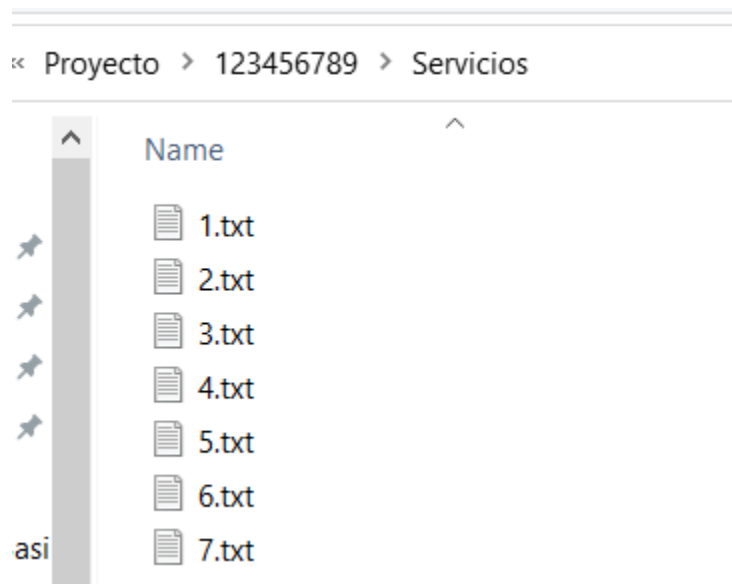 « Proyecto > 123456789 > Servicios
Name
1.txt
2.txt
3.txt
4.txt
5.txt
6.txt
asi
7.txt